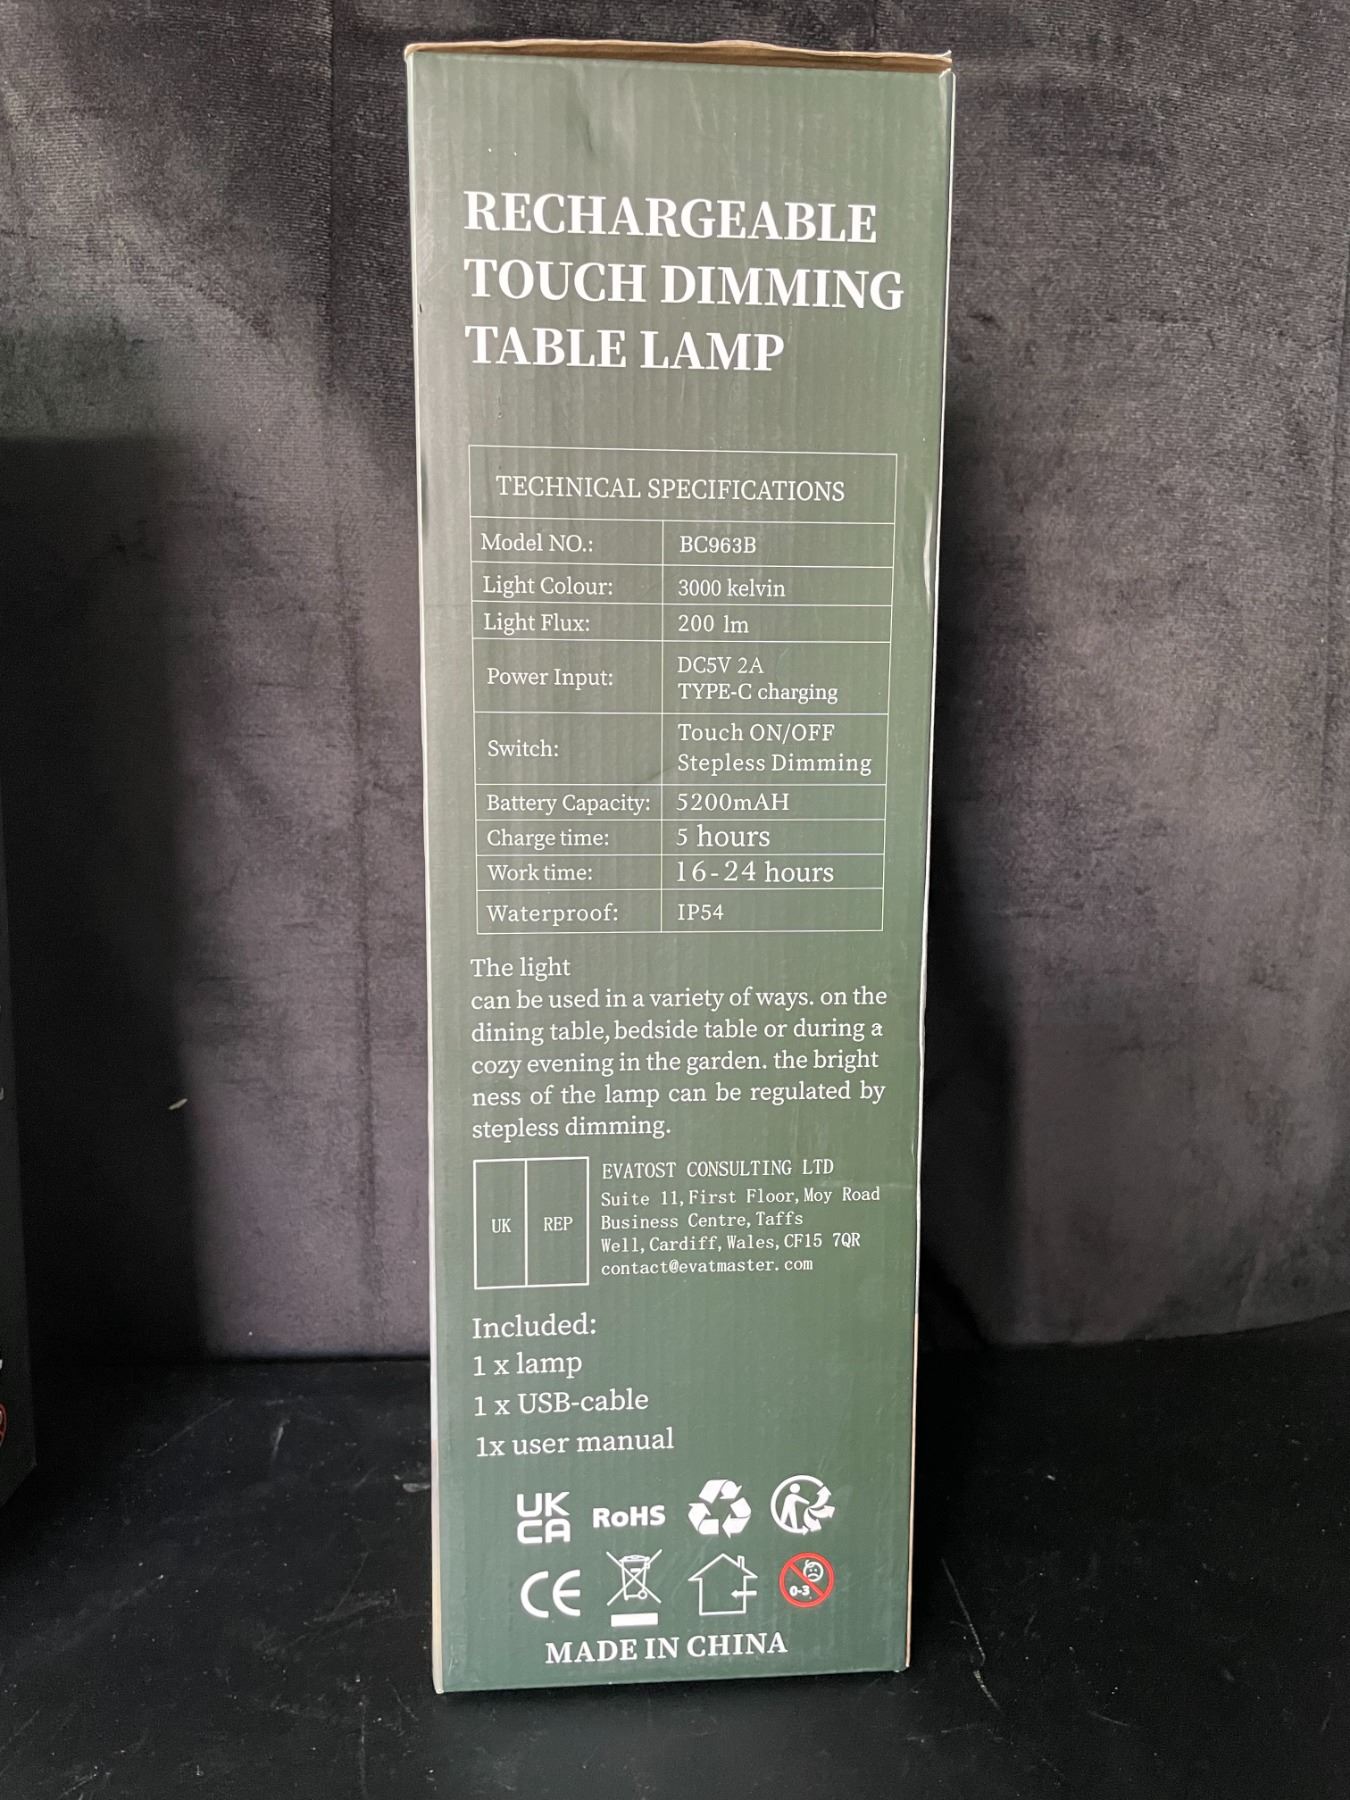 RECHARGEABLE
TOUCH DIMMING
TABLE LAMP
TECHNICAL SPECIFICATIONS
Model NO.: BC963B
Light Colour: 3000 kelvin
Light Flux: 200 lm
Power Input: DC5V 2A
TYPE-C charging
Switch: Touch ON/OFF
Stepless Dimming
Battery Capacity: 5200mAH
Charge time: 5 hours
Work time: 16-24 hours
Waterproof: IP54
The light
can be used in a variety of ways. on the
dining table, bedside table or during a
cozy evening in the garden. the bright
ness of the lamp can be regulated by
stepless dimming.
UK REP
EVATOST CONSULTING LTD
Suite 11, First Floor, Moy Road
Business Centre, Taffs
Well, Cardiff, Wales, CF15 7QR
contact@evatmaster.com
Included:
1 x lamp
1 x USB-cable
1x user manual
UK
CA RoHS
CE 0-3
MADE IN CHINA